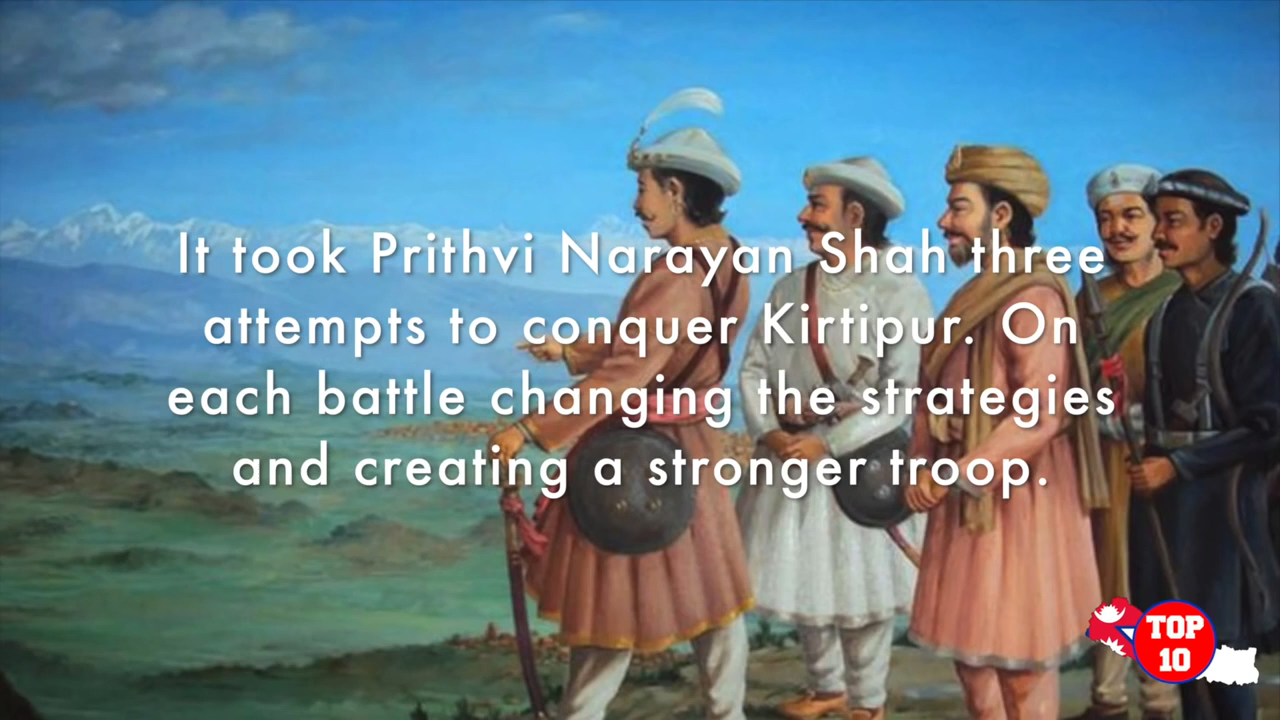 It took Prithvi Narayan Shah three
attempts to conquer Kirtipur. On
each battle changing the strategies
and creating a stronger troop.
TOP
10